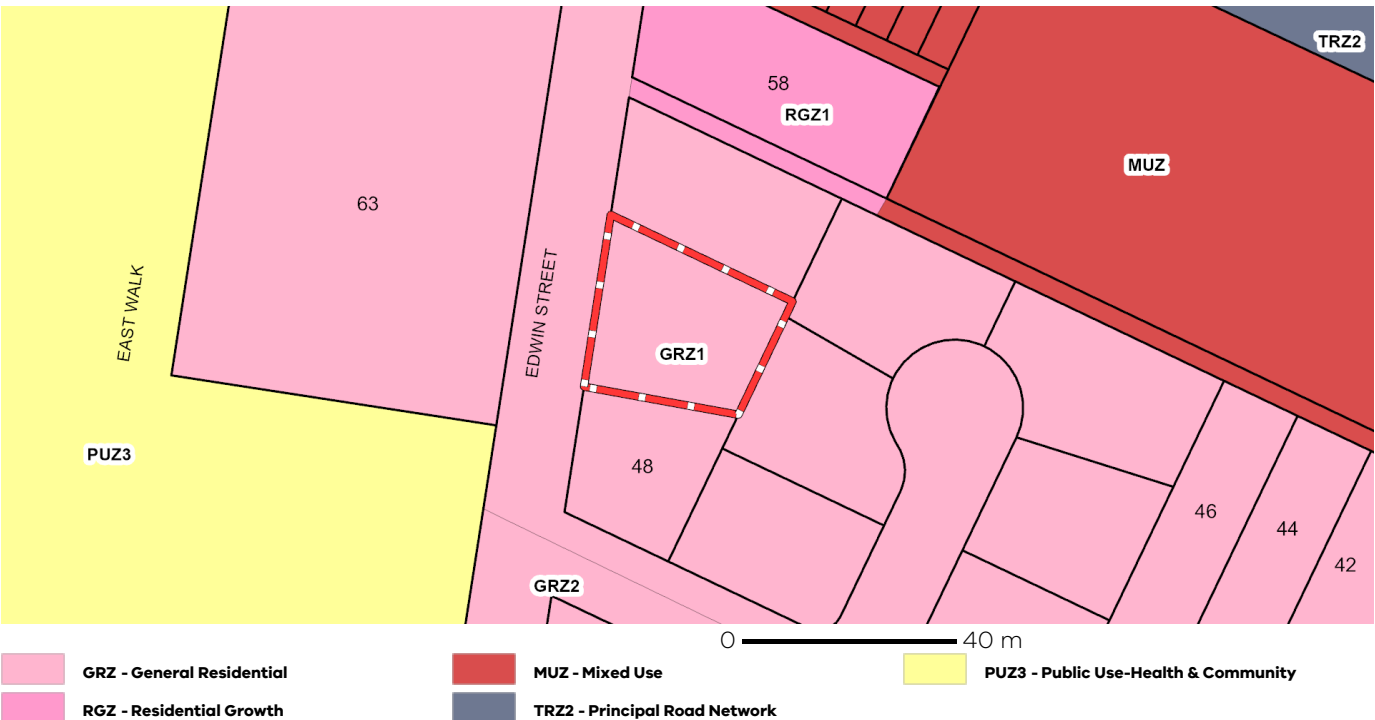 TRZ2
58
RGZ1
MUZ
63
EAST WALK
EDWIN STREET
GRZ1
PUZ3
48
46
44
42
GRZ2
0 40 m
GRZ - General Residential
MUZ - Mixed Use
PUZ3 - Public Use-Health & Community
RGZ - Residential Growth
TRZ2 - Principal Road Network